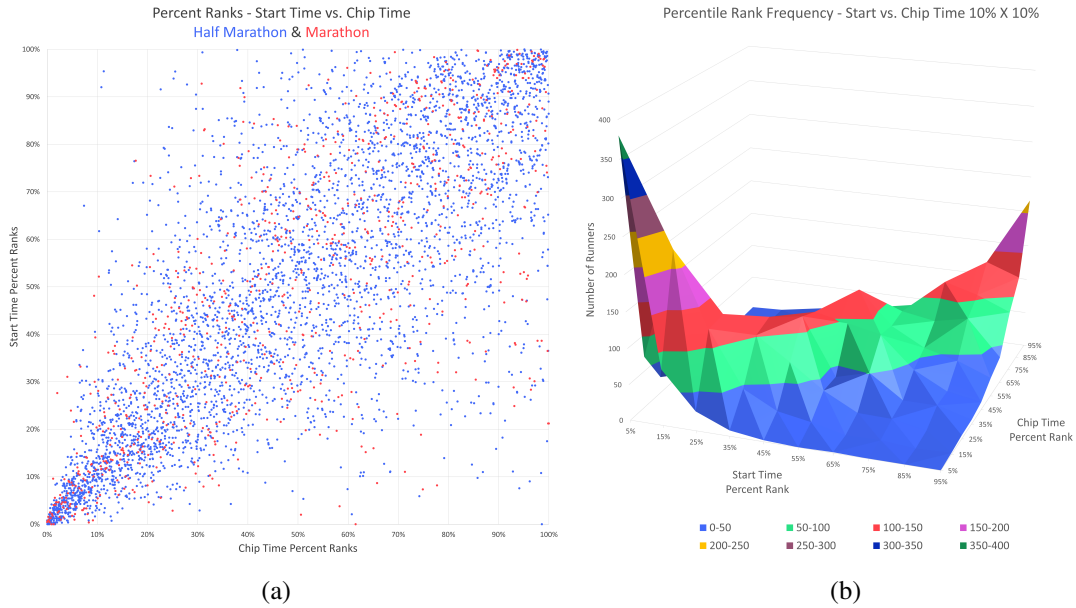 Percent Ranks - Start Time vs. Chip Time
Half Marathon & Marathon
100%
90%
80%
70%
60%
50%
40%
30%
20%
10%
0%
Start Time Percent Ranks
0% 10% 20% 30% 40% 50% 60% 70% 80% 90% 100%
Chip Time Percent Ranks
(a)
Percentile Rank Frequency - Start vs. Chip Time 10% X 10%
400
350
300
250
200
150
100
50
0
Number of Runners
5% 15% 25% 35% 45% 55% 65% 75% 85% 95%
Start Time
Percent Rank
95%
85%
75%
65%
55%
45%
35%
25%
15%
5%
Chip Time
Percent Rank
0-50 50-100 100-150 150-200
200-250 250-300 300-350 350-400
(b)